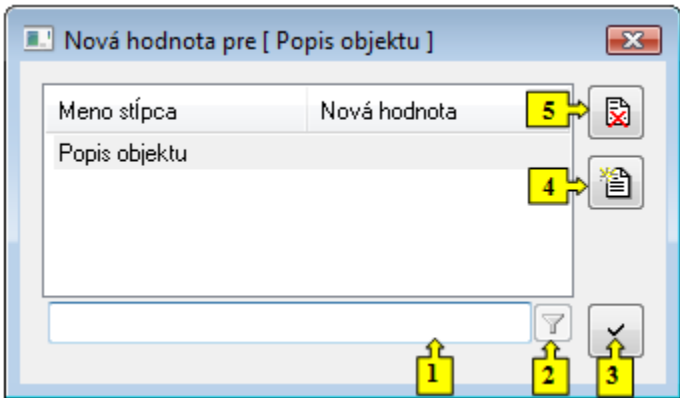 Nová hodnota pre [ Popis objektu ]
Meno stĺpca Nová hodnota 5
Popis objektu
4
1 2 3